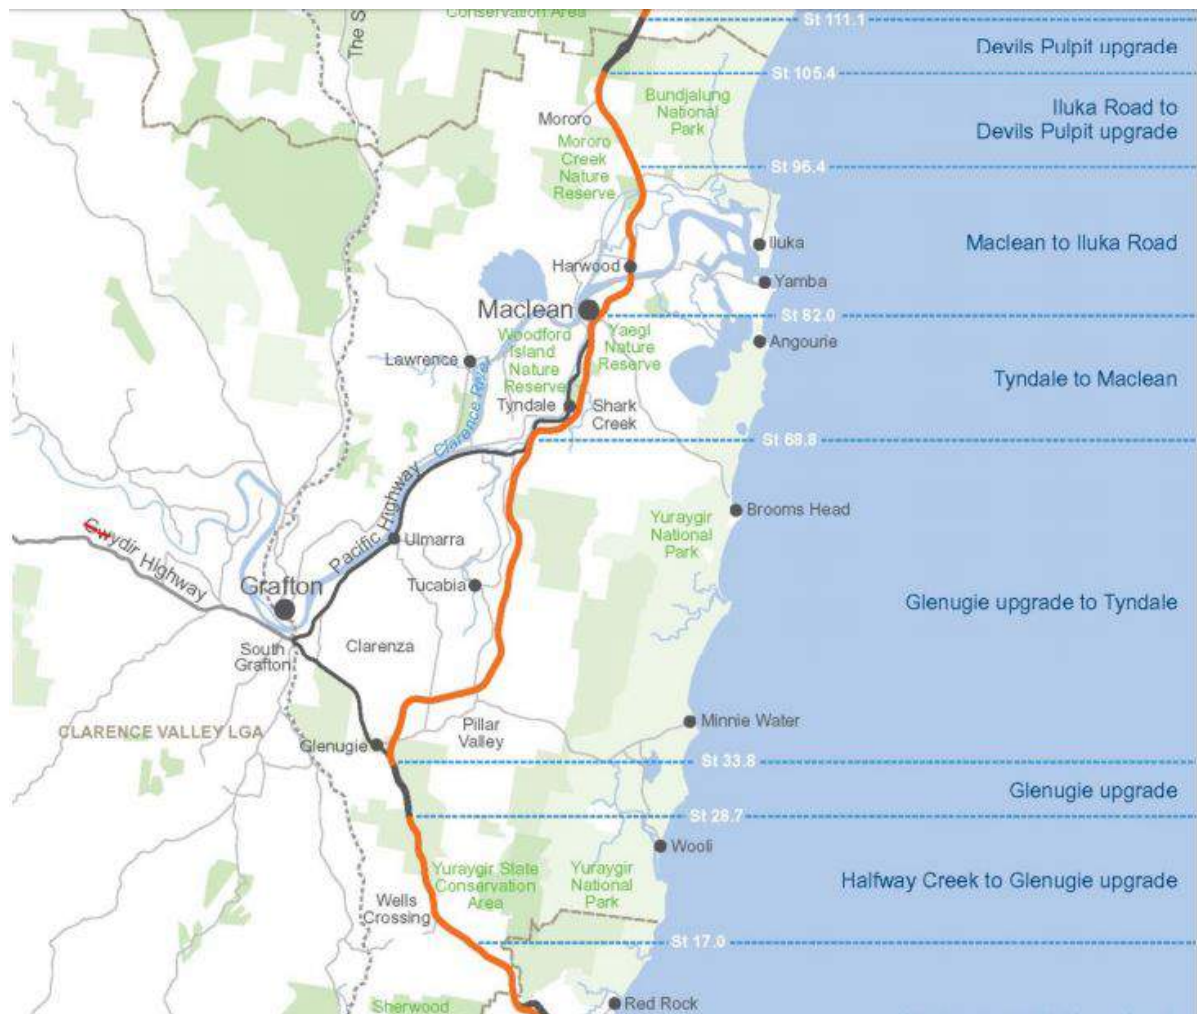 Conservation Area
The S
St 111.1
Devils Pulpit upgrade
St 105.4
Bundjalung
National
Park
Iluka Road to
Devils Pulpit upgrade
Mororo
Mororo
Creek
Nature
Reserve
St 96.4
Iluka
Maclean to Iluka Road
Harwood
Yamba
Maclean
St 82.0
Woodford
Island
Nature
Reserve
Yaegl
Nature
Reserve
Angourie
Lawrence
Clarence River
Tyndale to Maclean
Tyndale
Shark
Creek
St 68.8
Pacific Highway
Brooms Head
Yuraygir
National
Park
Gwydir Highway
Ulmarra
Grafton
Tucabia
Glenugie upgrade to Tyndale
South
Grafton
Clarenza
CLARENCE VALLEY LGA
Glenugie
Pillar
Valley
Minnie Water
St 33.8
Glenugie upgrade
St 28.7
Wooli
Yuraygir State
Conservation
Area
Yuraygir
National
Park
Halfway Creek to Glenugie upgrade
Wells
Crossing
St 17.0
Sherwood
Red Rock